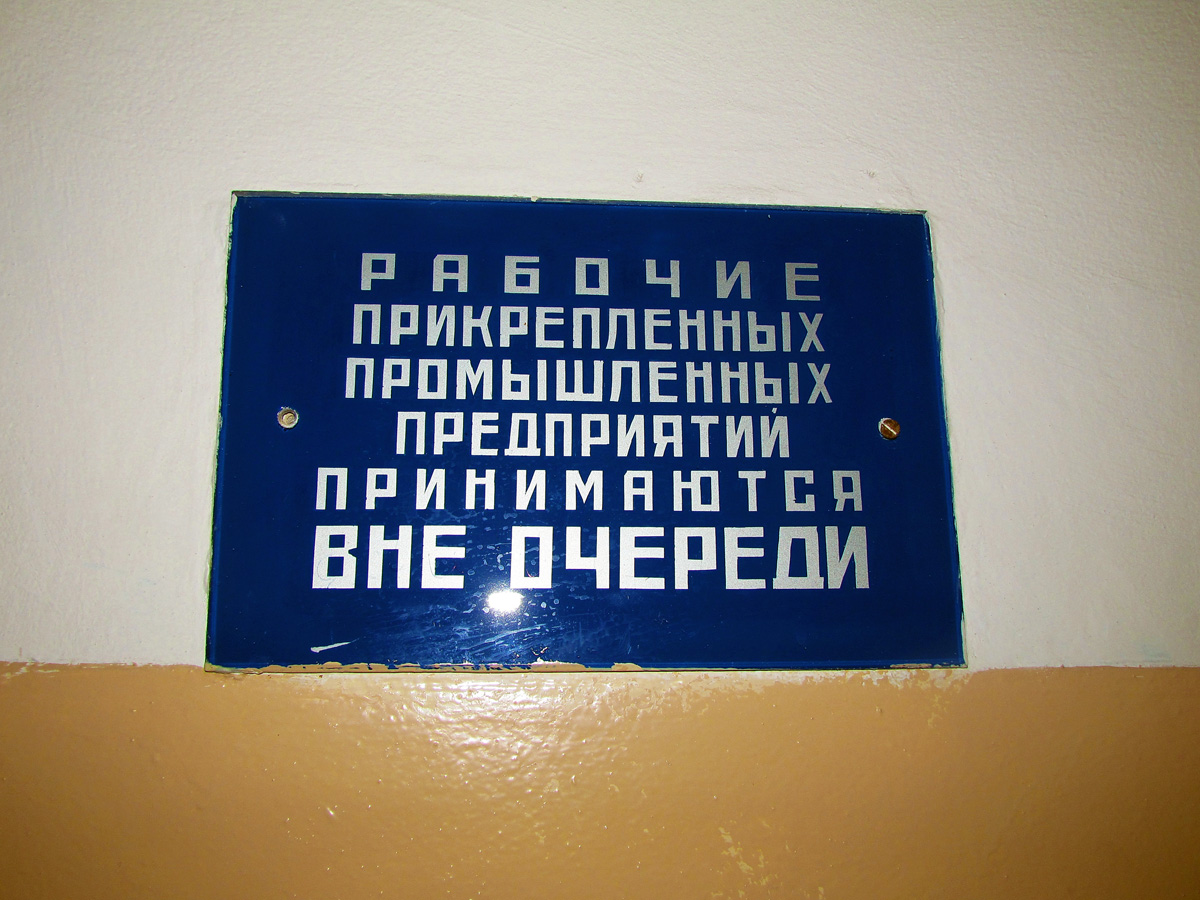 РАБОЧИЕ
ПРИКРЕПЛЕННЫХ
ПРОМЫШЛЕННЫХ
ПРЕДПРИЯТИЙ
ПРИНИМАЮТСЯ
ВНЕ ОЧЕРЕДИ